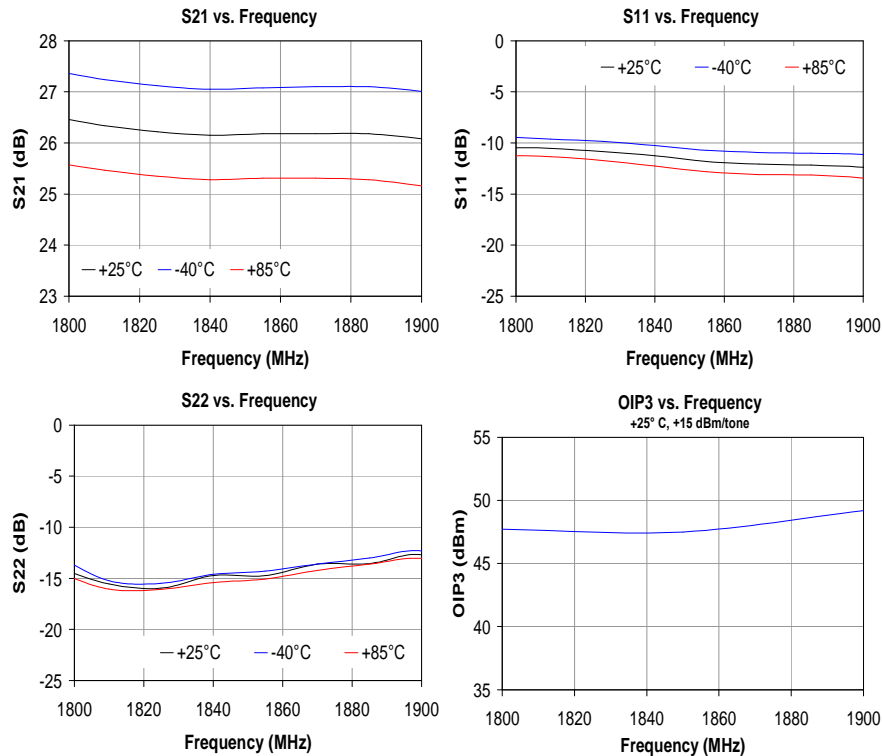 S21 vs. Frequency
S21 (dB)
28
27
26
25
24
23
+25°C -40°C +85°C
1800 1820 1840 1860 1880 1900
Frequency (MHz)
S11 vs. Frequency
S11 (dB)
0
-5
-10
-15
-20
-25
+25°C -40°C +85°C
1800 1820 1840 1860 1880 1900
Frequency (MHz)
S22 vs. Frequency
S22 (dB)
0
-5
-10
-15
-20
-25
+25°C -40°C +85°C
1800 1820 1840 1860 1880 1900
Frequency (MHz)
OIP3 vs. Frequency
+25° C, +15 dBm/tone
OIP3 (dBm)
55
50
45
40
35
1800 1820 1840 1860 1880 1900
Frequency (MHz)